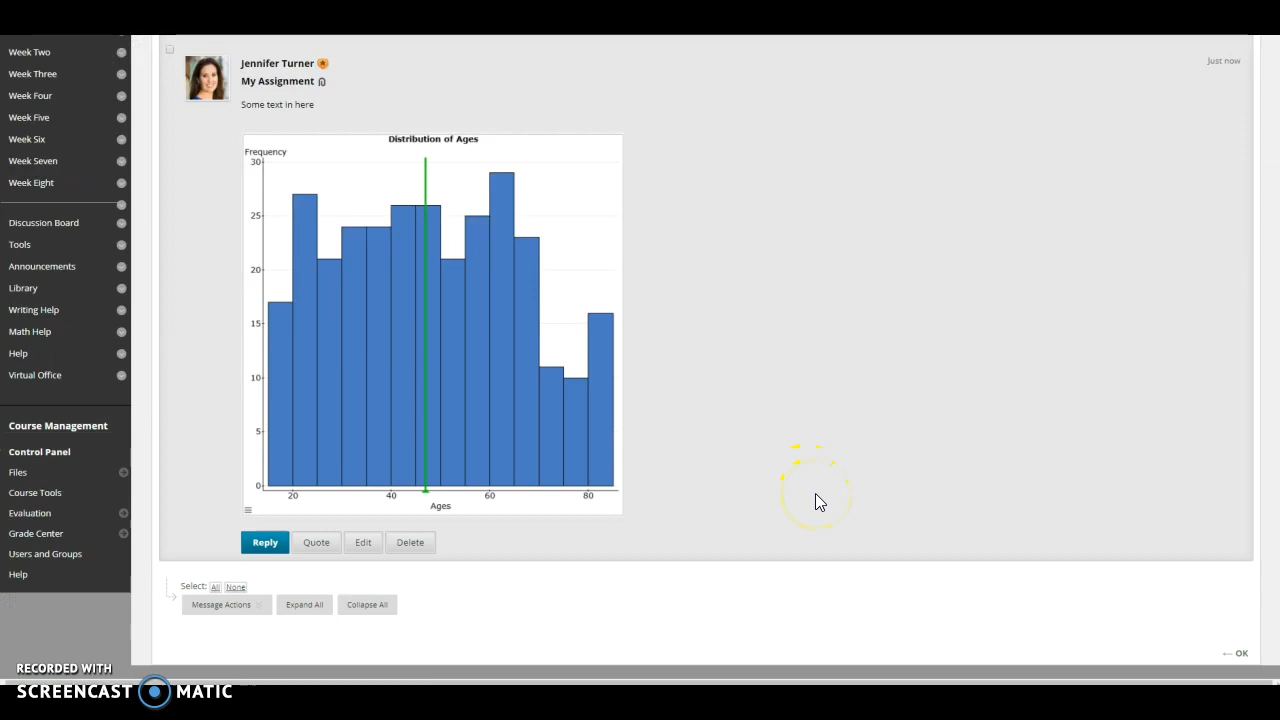 Week Two
Week Three
Week Four
Week Five
Week Six
Week Seven
Week Eight
Discussion Board
Tools
Announcements
Library
Writing Help
Math Help
Help
Virtual Office
Course Management
Control Panel
Files
Course Tools
Evaluation
Grade Center
Users and Groups
Help
Jennifer Turner
Just now
My Assignment
Some text in here
Distribution of Ages
Frequency
30
25
20
15
10
5
0
20 40 60 80
Ages
Reply Quote Edit Delete
Select: All None
Message Actions Expand All Collapse All
OK
RECORDED WITH
SCREENCAST MATIC